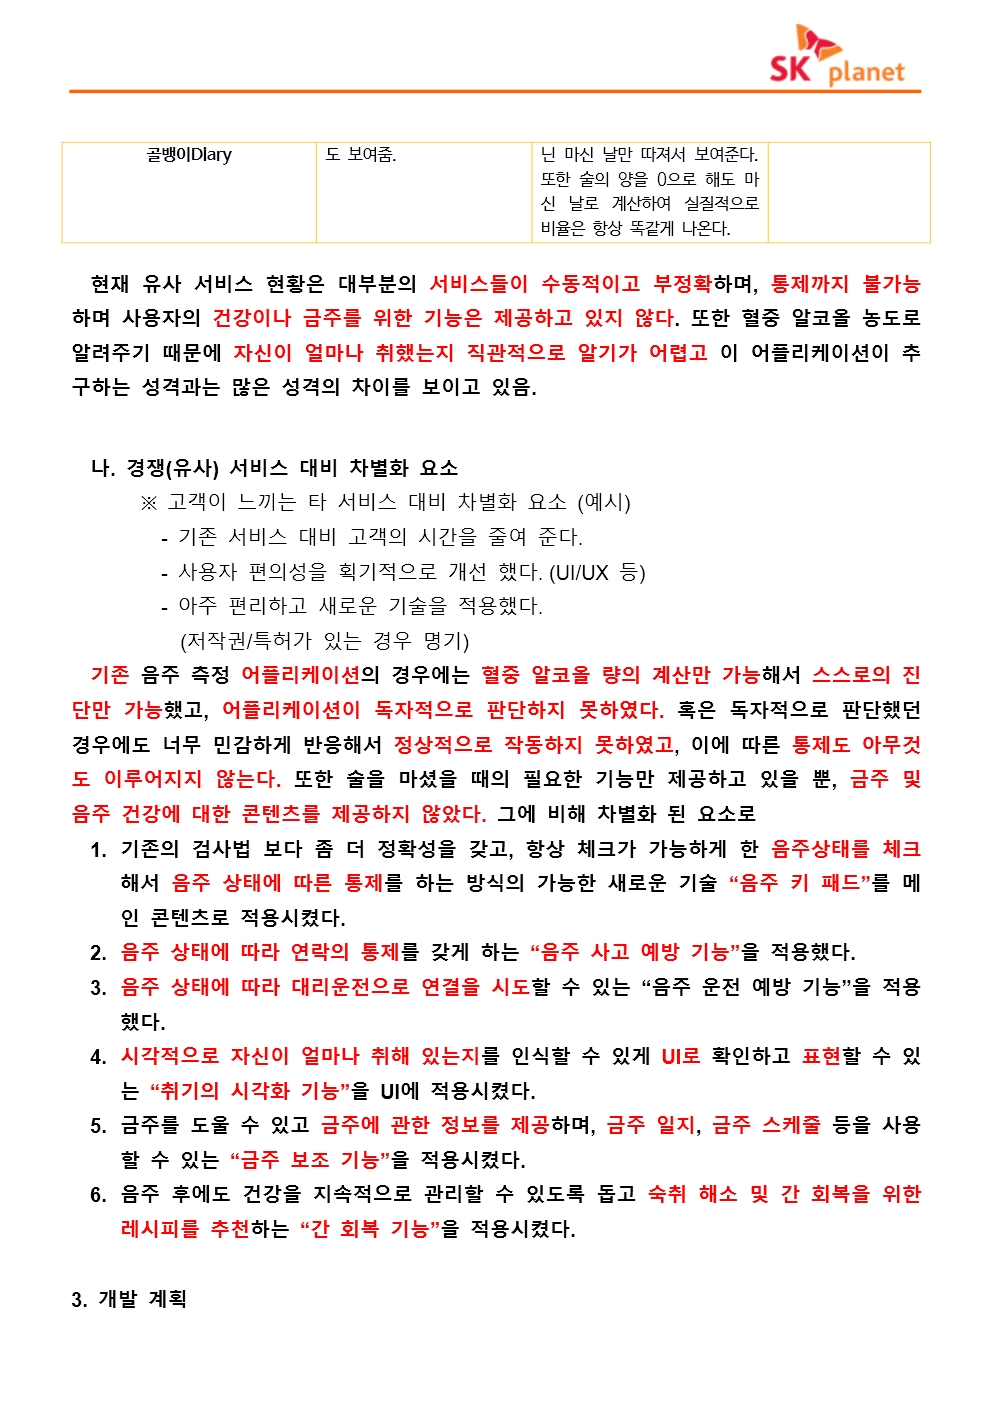 SK planet
골뱅이Diary
도 보여줌.
닌 마신 날만 따져서 보여준다.
또한 술의 양을 0으로 해도 마
신 날로 계산하여 실질적으로
비율은 항상 똑같게 나온다.
현재 유사 서비스 현황은 대부분의 서비스들이 수동적이고 부정확하며, 통제까지 불가능
하며 사용자의 건강이나 금주를 위한 기능은 제공하고 있지 않다. 또한 혈중 알코올 농도로
알려주기 때문에 자신이 얼마나 취했는지 직관적으로 알기가 어렵고 이 어플리케이션이 추
구하는 성격과는 많은 성격의 차이를 보이고 있음.
나. 경쟁(유사) 서비스 대비 차별화 요소
※ 고객이 느끼는 타 서비스 대비 차별화 요소 (예시)
- 기존 서비스 대비 고객의 시간을 줄여 준다.
- 사용자 편의성을 획기적으로 개선 했다. (UI/UX 등)
- 아주 편리하고 새로운 기술을 적용했다.
(저작권/특허가 있는 경우 명기)
기존 음주 측정 어플리케이션의 경우에는 혈중 알코올 량의 계산만 가능해서 스스로의 진
단만 가능했고, 어플리케이션이 독자적으로 판단하지 못하였다. 혹은 독자적으로 판단했던
경우에도 너무 민감하게 반응해서 정상적으로 작동하지 못하였고, 이에 따른 통제도 아무것
도 이루어지지 않는다. 또한 술을 마셨을 때의 필요한 기능만 제공하고 있을 뿐, 금주 및
음주 건강에 대한 콘텐츠를 제공하지 않았다. 그에 비해 차별화 된 요소로
1. 기존의 검사법 보다 좀 더 정확성을 갖고, 항상 체크가 가능하게 한 음주상태를 체크
해서 음주 상태에 따른 통제를 하는 방식의 가능한 새로운 기술 “음주 키 패드”를 메
인 콘텐츠로 적용시켰다.
2. 음주 상태에 따라 연락의 통제를 갖게 하는 “음주 사고 예방 기능”을 적용했다.
3. 음주 상태에 따라 대리운전으로 연결을 시도할 수 있는 “음주 운전 예방 기능”을 적용
했다.
4. 시각적으로 자신이 얼마나 취해 있는지를 인식할 수 있게 UI로 확인하고 표현할 수 있
는 “취기의 시각화 기능”을 UI에 적용시켰다.
5. 금주를 도울 수 있고 금주에 관한 정보를 제공하며, 금주 일지, 금주 스케줄 등을 사용
할 수 있는 “금주 보조 기능”을 적용시켰다.
6. 음주 후에도 건강을 지속적으로 관리할 수 있도록 돕고 숙취 해소 및 간 회복을 위한
레시피를 추천하는 “간 회복 기능”을 적용시켰다.
3. 개발 계획